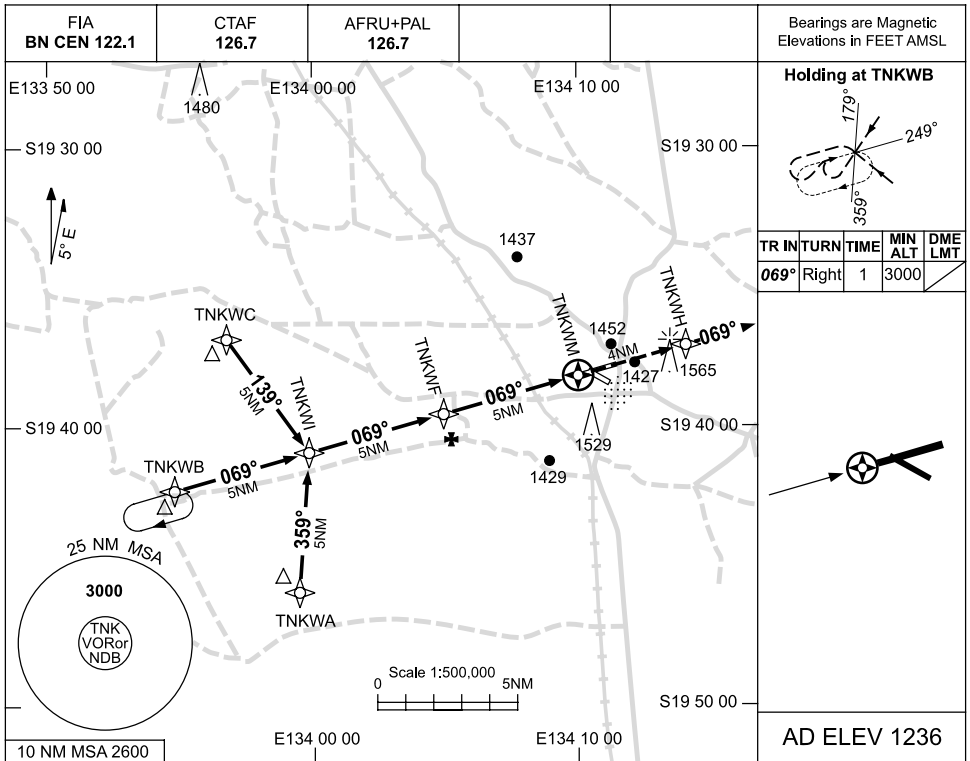 FIA
BN CEN 122.1
CTAF
126.7
AFRU+PAL
126.7
Bearings are Magnetic
Elevations in FEET AMSL
E133 50 00
E134 00 00
E134 10 00
1480
S19 30 00
S19 30 00
5° E
Holding at TNKWB
179°
249°
359°
TR IN TURN TIME MIN ALT DME LMT
069° Right 1 3000
1437
TNKWC
TNKWI
TNKWF
TNKWM
TNKWH
1452
4NM
069°
1427
1565
139°
5NM
069°
5NM
069°
5NM
S19 40 00
S19 40 00
1529
1429
TNKWB
069°
5NM
359°
5NM
TNKWA
25 NM MSA
3000
TNK
VORor
NDB
Scale 1:500,000
0 5NM
S19 50 00
E134 00 00
E134 10 00
10 NM MSA 2600
AD ELEV 1236